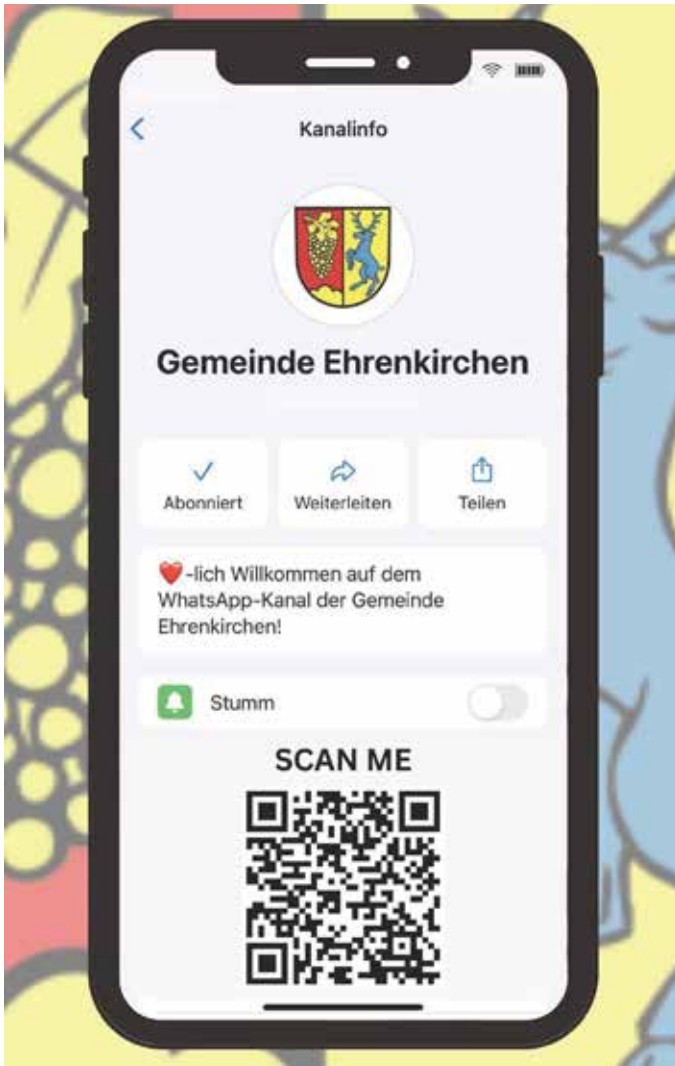 Kanalinfo
Gemeinde Ehrenkirchen
Abonniert
Weiterleiten
Teilen
❤️-lich Willkommen auf dem
WhatsApp-Kanal der Gemeinde
Ehrenkirchen!
Stumm
SCAN ME